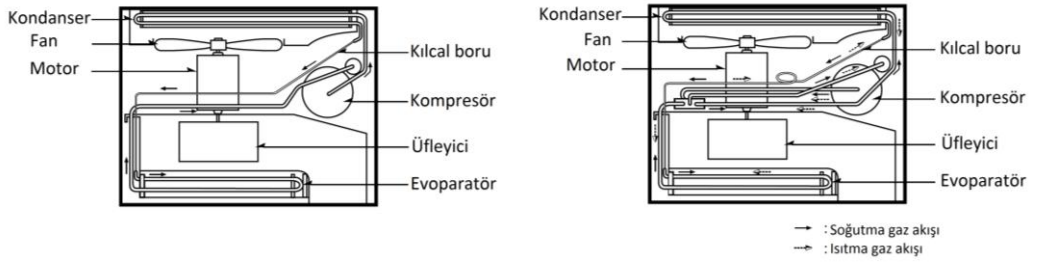 Kondanser
Fan
Motor
Kılcal boru
Kompresör
Üfleyici
Evoparatör
Kondanser
Fan
Motor
Kılcal boru
Kompresör
Üfleyici
Evoparatör
: Soğutma gaz akışı
: Isıtma gaz akışı